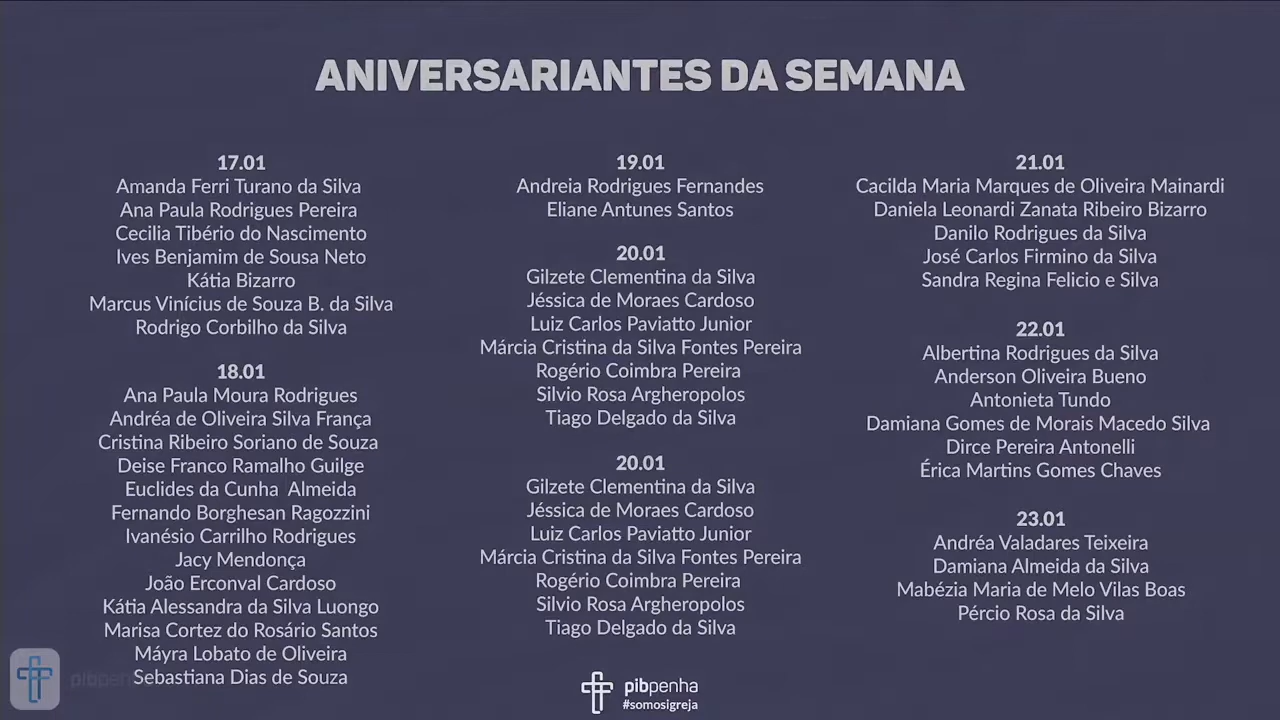 ANIVERSARIANTES DA SEMANA
17.01
Amanda Ferri Turano da Silva
Ana Paula Rodrigues Pereira
Cecilia Tibério do Nascimento
Ives Benjamim de Sousa Neto
Kátia Bizarro
Marcus Vinícius de Souza B. da Silva
Rodrigo Corbilho da Silva
18.01
Ana Paula Moura Rodrigues
Andréa de Oliveira Silva França
Cristina Ribeiro Soriano de Souza
Deise Franco Ramalho Guilge
Euclides da Cunha Almeida
Fernando Borghesan Ragozzini
Ivanésio Carrilho Rodrigues
Jacy Mendonça
João Erconval Cardoso
Kátia Alessandra da Silva Luongo
Marisa Cortez do Rosário Santos
Máyra Lobato de Oliveira
Sebastiana Dias de Souza
19.01
Andreia Rodrigues Fernandes
Eliane Antunes Santos
20.01
Gilzete Clementina da Silva
Jéssica de Moraes Cardoso
Luiz Carlos Paviatto Junior
Márcia Cristina da Silva Fontes Pereira
Rogério Coimbra Pereira
Silvio Rosa Argheropolos
Tiago Delgado da Silva
20.01
Gilzete Clementina da Silva
Jéssica de Moraes Cardoso
Luiz Carlos Paviatto Junior
Márcia Cristina da Silva Fontes Pereira
Rogério Coimbra Pereira
Silvio Rosa Argheropolos
Tiago Delgado da Silva
21.01
Cacilda Maria Marques de Oliveira Mainardi
Daniela Leonardi Zanata Ribeiro Bizarro
Danilo Rodrigues da Silva
José Carlos Firmino da Silva
Sandra Regina Felicio e Silva
22.01
Albertina Rodrigues da Silva
Anderson Oliveira Bueno
Antonieta Tundo
Damiana Gomes de Morais Macedo Silva
Dirce Pereira Antonelli
Érica Martins Gomes Chaves
23.01
Andréa Valadares Teixeira
Damiana Almeida da Silva
Mabézia Maria de Melo Vilas Boas
Pércio Rosa da Silva
pibpenha
#somosigreja